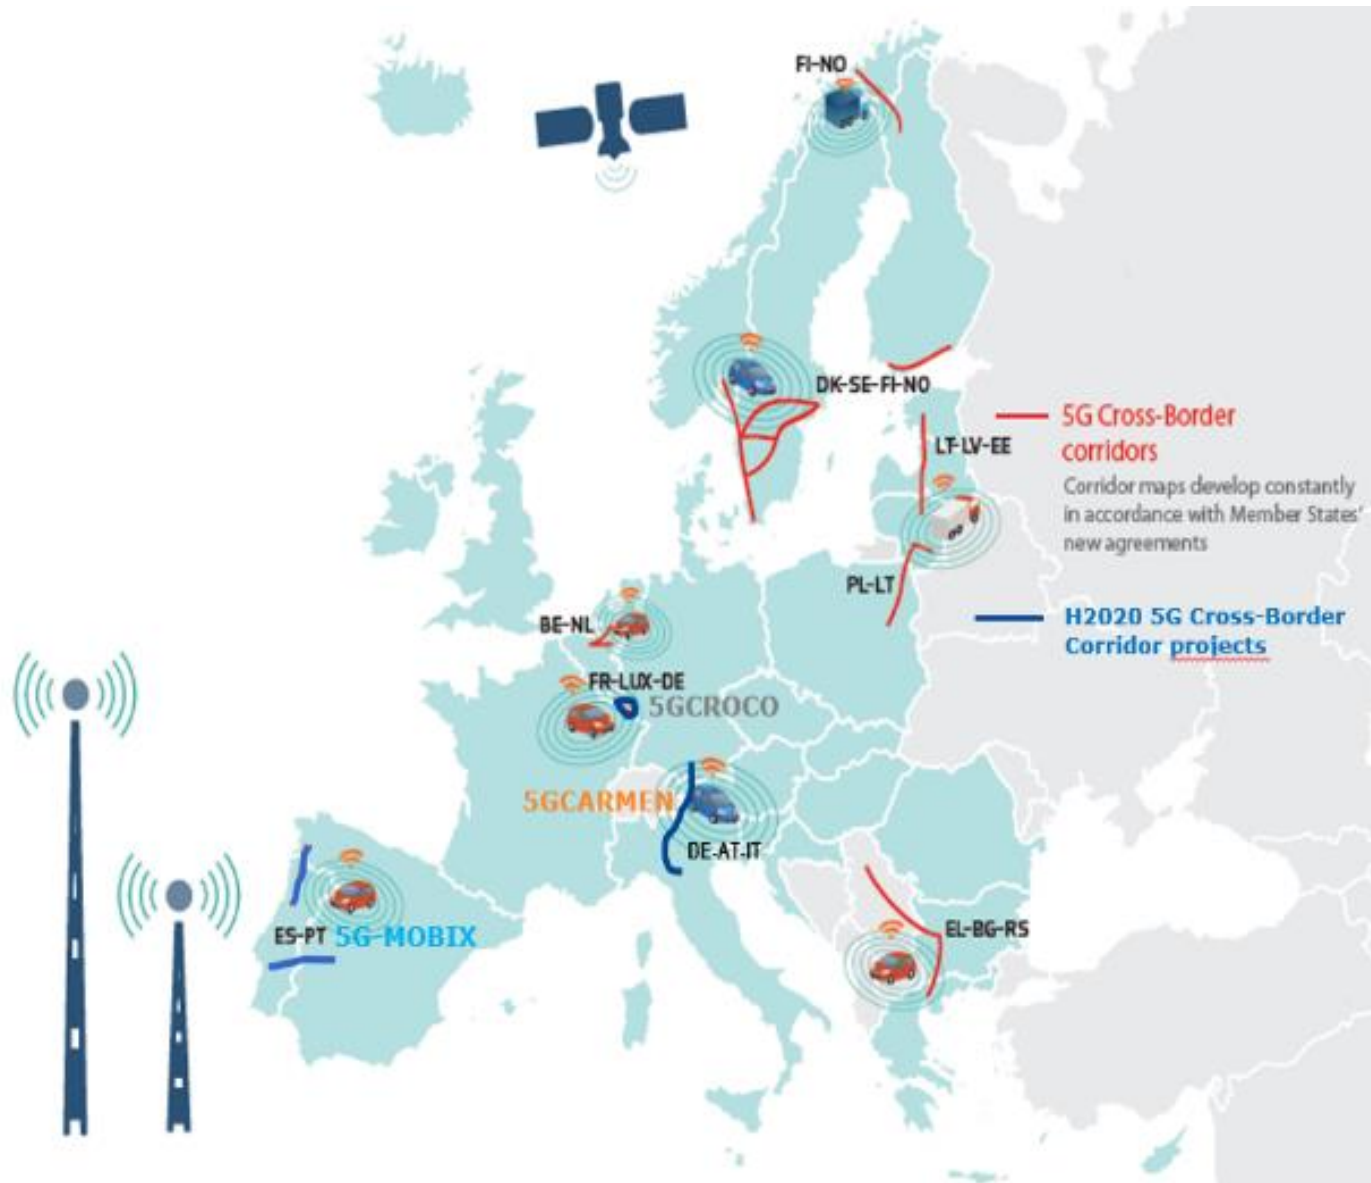 FI-NO
DK-SE-FI-NO
LT-LV-EE
5G Cross-Border
corridors
Corridor maps develop constantly
in accordance with Member States'
new agreements
PL-LT
H2020 5G Cross-Border
Corridor projects
BE-NL
FR-LUX-DE
5GCROCO
5GCARMEN
DE-AT-IT
ES-PT 5G-MOBIX
EL-BG-RS